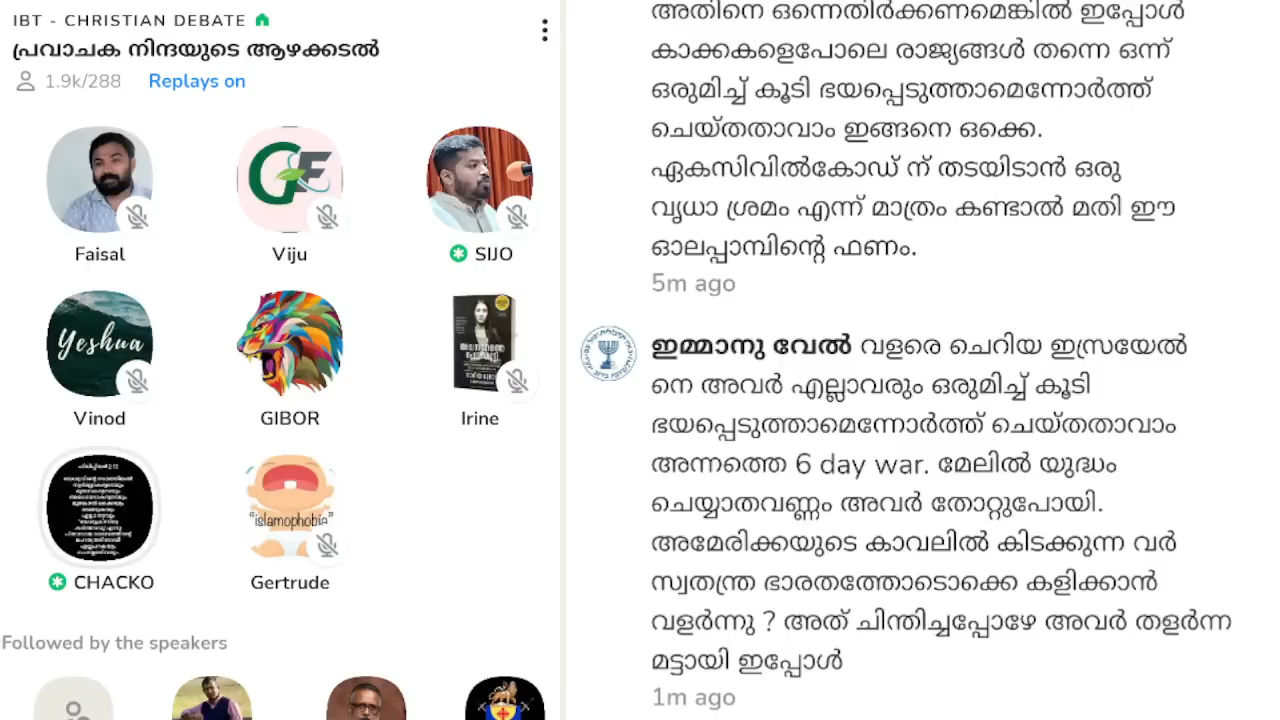 IBT - CHRISTIAN DEBATE
പ്രവാചക നിന്ദയുടെ ആഴക്കടൽ
1.9k/288 Replays on
GF
Faisal
Viju
SIJO
Yeshua
Vinod
GIBOR
Irine
"islamophobia"
CHACKO
Gertrude
Followed by the speakers
അതിനെ ഒന്നെതിർക്കണമെങ്കിൽ ഇപ്പോൾ
കാക്കകളെപോലെ രാജ്യങ്ങൾ തന്നെ ഒന്ന്
ഒരുമിച്ച് കൂടി ഭയപ്പെടുത്താമെന്നോർത്ത്
ചെയ്തതാവാം ഇങ്ങനെ ഒക്കെ.
ഏകസിവിൽകോഡ് ന് തടയിടാൻ ഒരു
വൃധാ ശ്രമം എന്ന് മാത്രം കണ്ടാൽ മതി ഈ
ഓലപ്പാമ്പിന്റെ ഫണം.
5m ago
ഇമ്മാനു വേൽ വളരെ ചെറിയ ഇസ്രയേൽ
നെ അവർ എല്ലാവരും ഒരുമിച്ച് കൂടി
ഭയപ്പെടുത്താമെന്നോർത്ത് ചെയ്തതാവാം
അന്നത്തെ 6 day war. മേലിൽ യുദ്ധം
ചെയ്യാതവണ്ണം അവർ തോറ്റുപോയി.
അമേരിക്കയുടെ കാവലിൽ കിടക്കുന്ന വർ
സ്വതന്ത്ര ഭാരതത്തോടൊക്കെ കളിക്കാൻ
വളർന്നു ? അത് ചിന്തിച്ചപ്പോഴേ അവർ തളർന്ന
മട്ടായി ഇപ്പോൾ
1m ago